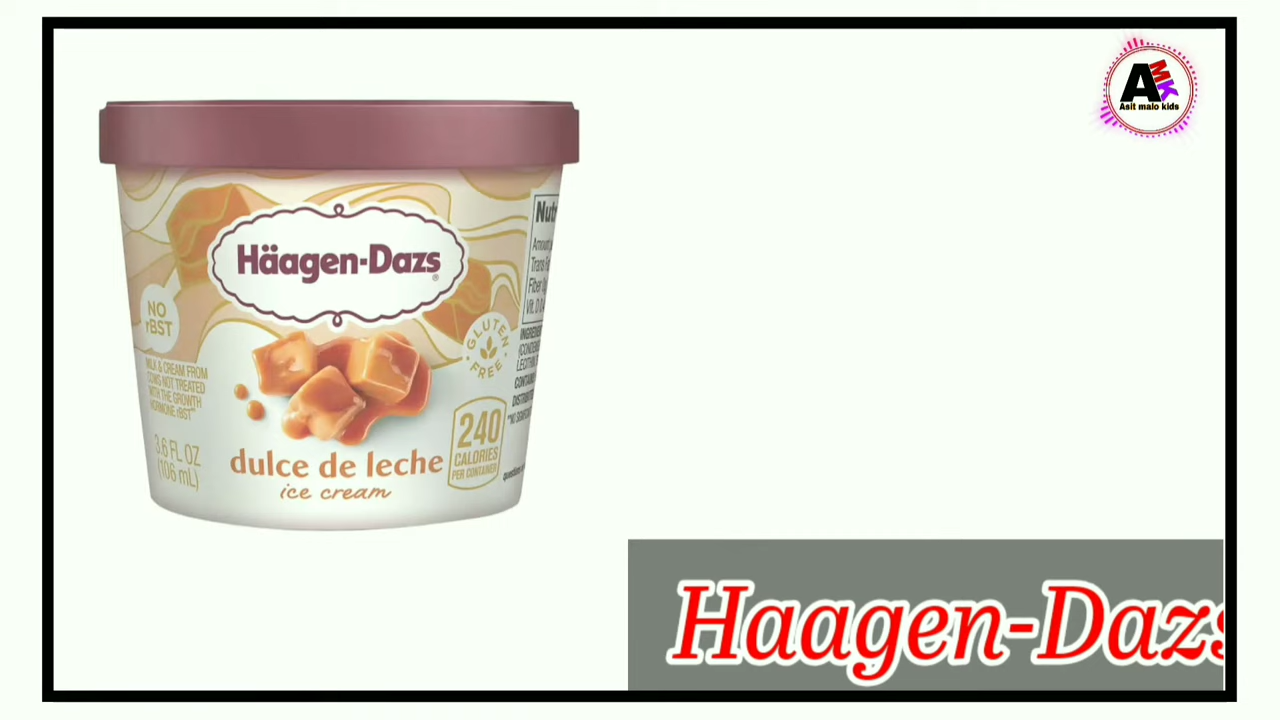 AMK
Asit malo kids
Häagen-Dazs
®
NO
rBST
GLUTEN
FREE
MILK & CREAM FROM
COWS NOT TREATED
WITH THE GROWTH
HORMONE rBST
3.6 FL OZ
(106 mL)
240
CALORIES
PER CONTAINER
dulce de leche
ice cream
Haagen-Dazs